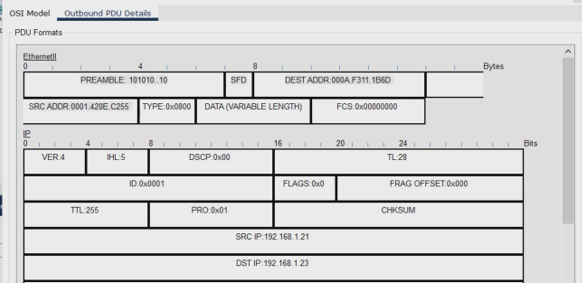 OSI Model Outbound PDU Details
PDU Formats
EthernetII
0 4 8 Bytes
PREAMBLE: 101010..10 SFD DEST ADDR:000A.F311.1B6D
SRC ADDR:0001.420E.C255 TYPE:0x0800 DATA (VARIABLE LENGTH) FCS:0x00000000
IP
0 4 8 16 20 24 Bits
VER:4 IHL:5 DSCP:0x00 TL:28
ID:0x0001 FLAGS:0x0 FRAG OFFSET:0x000
TTL:255 PRO:0x01 CHKSUM
SRC IP:192.168.1.21
DST IP:192.168.1.23